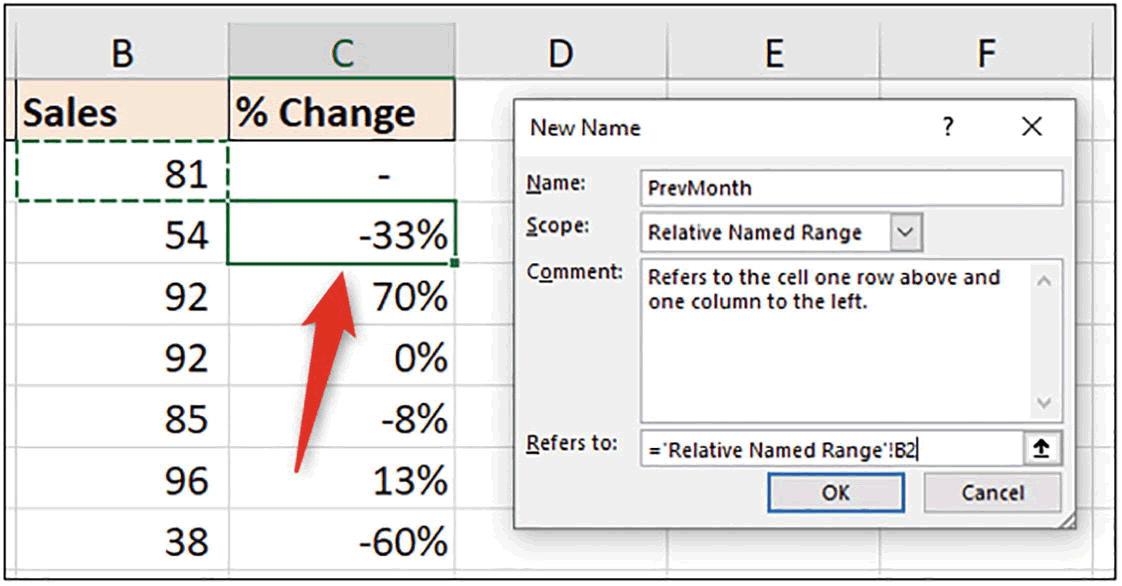 B C D E F
Sales % Change
81 -
54 -33%
92 70%
92 0%
85 -8%
96 13%
38 -60%
New Name ?
Name: PrevMonth
Scope: Relative Named Range
Comment: Refers to the cell one row above and
one column to the left.
Refers to: ='Relative Named Range'!B2
OK Cancel